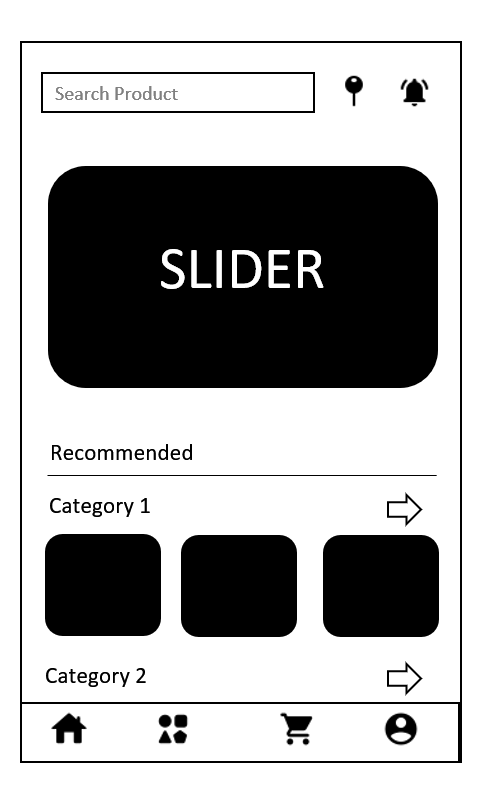 Search Product
SLIDER
Recommended
Category 1
Category 2